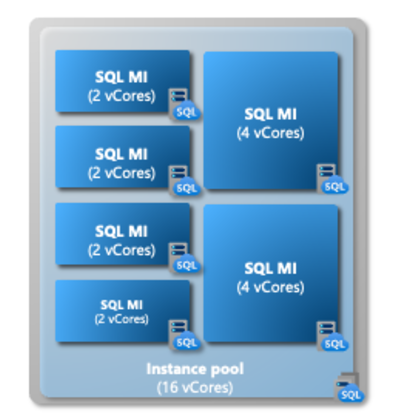 SQL MI
(2 vCores)
SQL
SQL MI
(2 vCores)
SQL
SQL MI
(2 vCores)
SQL
SQL MI
(2 vCores)
SQL
SQL MI
(4 vCores)
SQL
SQL MI
(4 vCores)
SQL
Instance pool
(16 vCores)
SQL